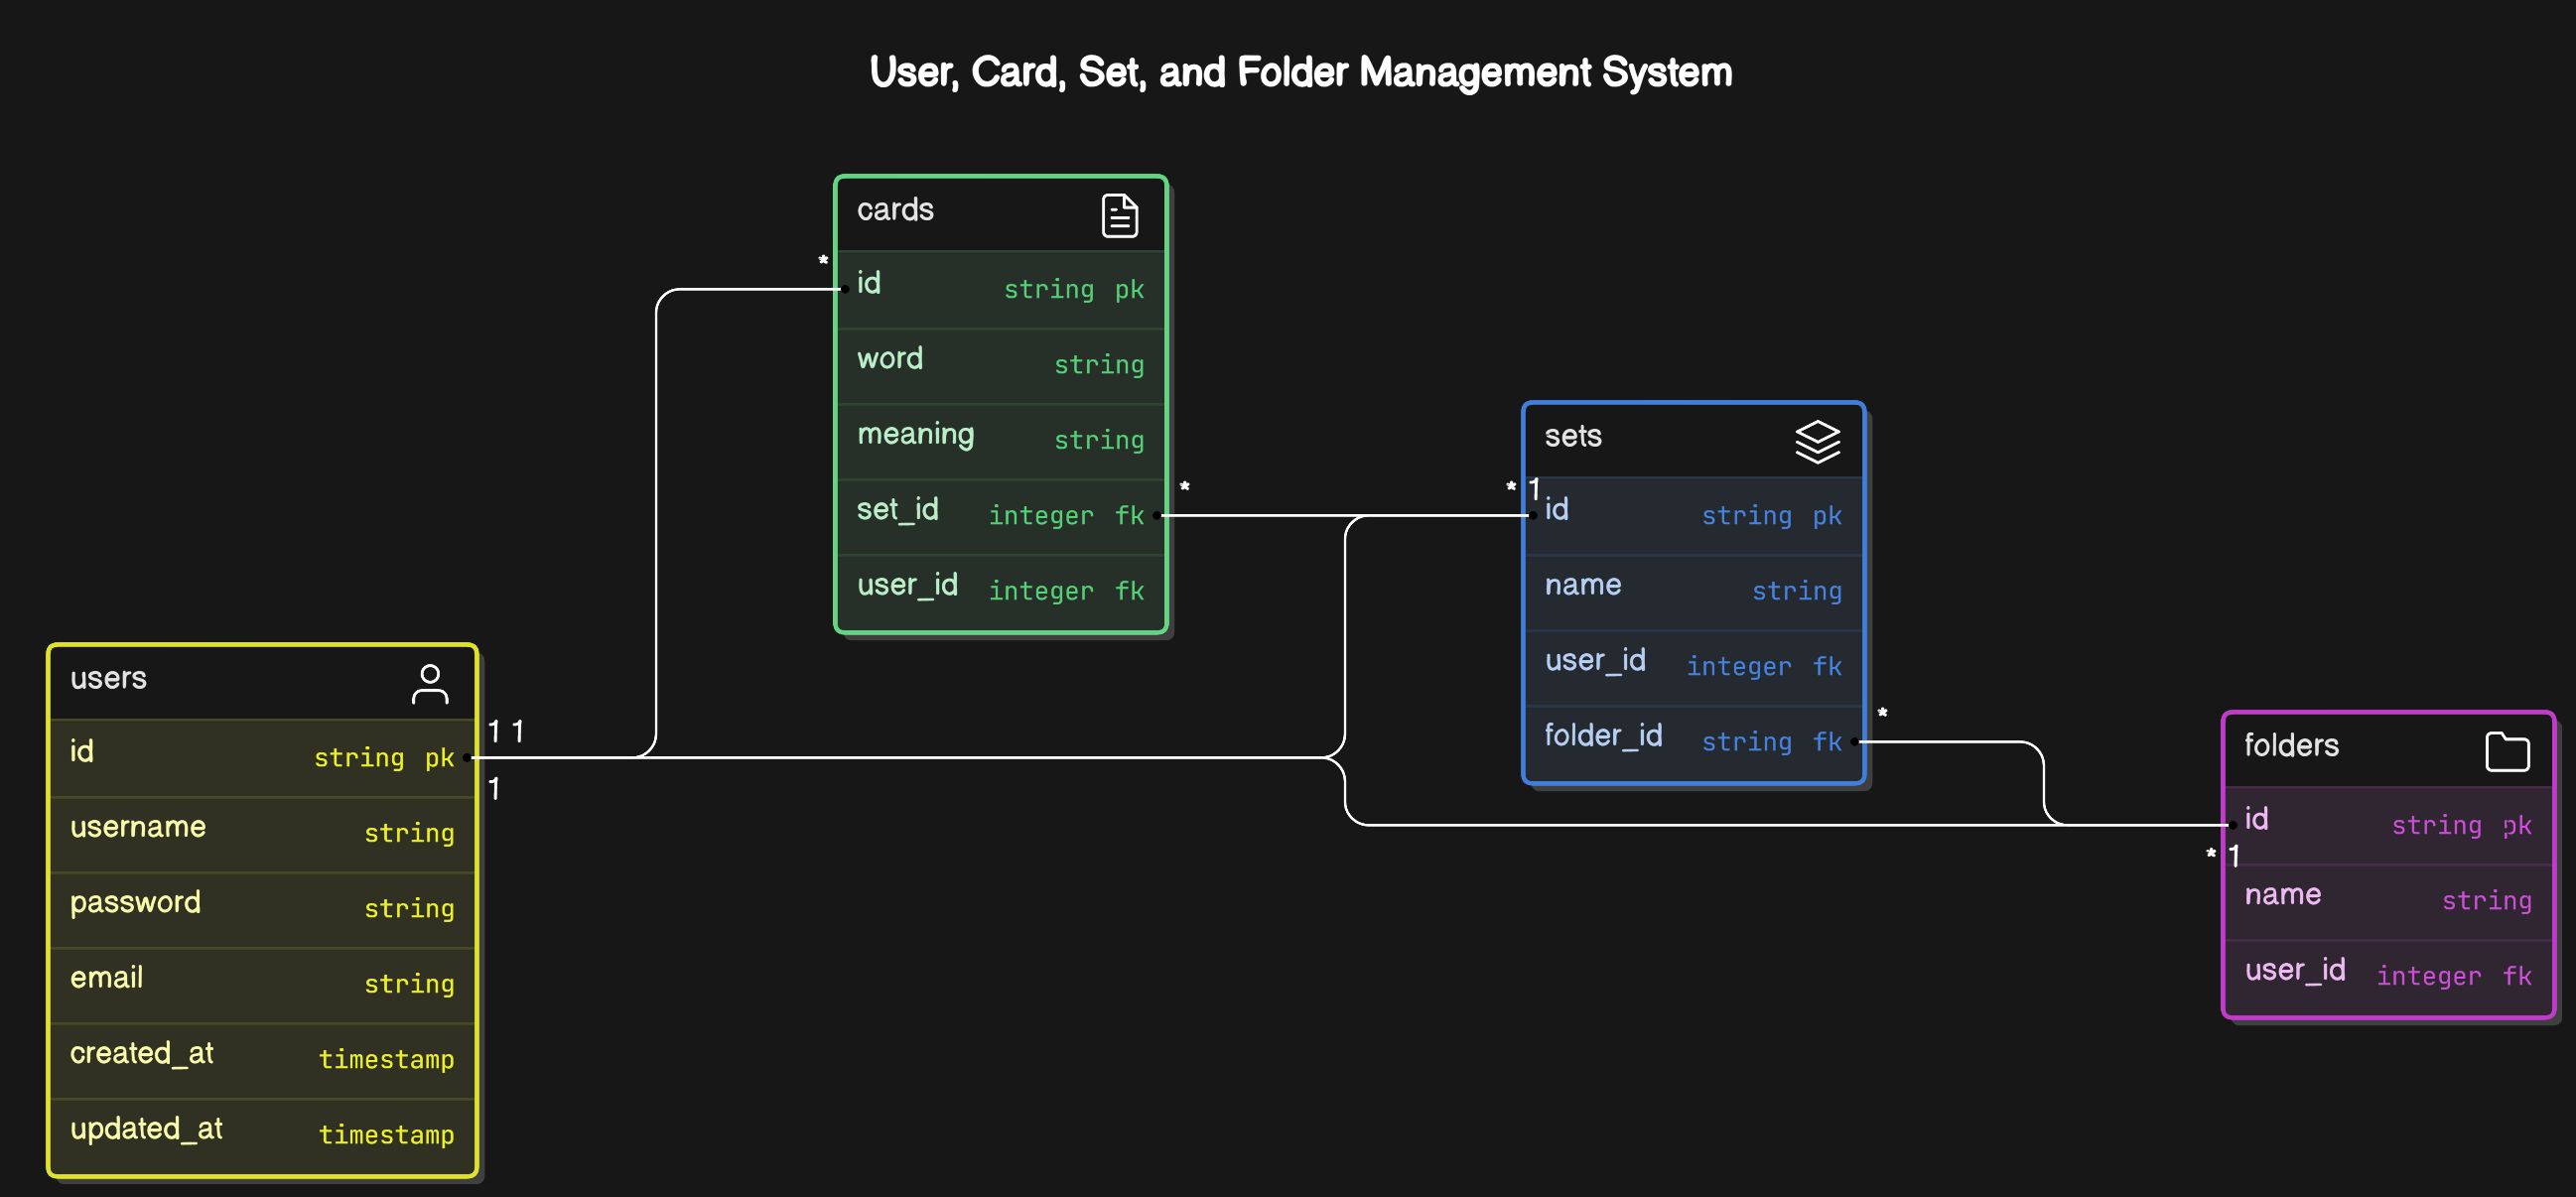 User, Card, Set, and Folder Management System
cards
*
id string pk
word string
meaning string
set_id integer fk
*
user_id integer fk
sets
* 1
id string pk
name string
user_id integer fk
folder_id string fk
*
users
id string pk
1 1
1
username string
password string
email string
created_at timestamp
updated_at timestamp
folders
id string pk
* 1
name string
user_id integer fk